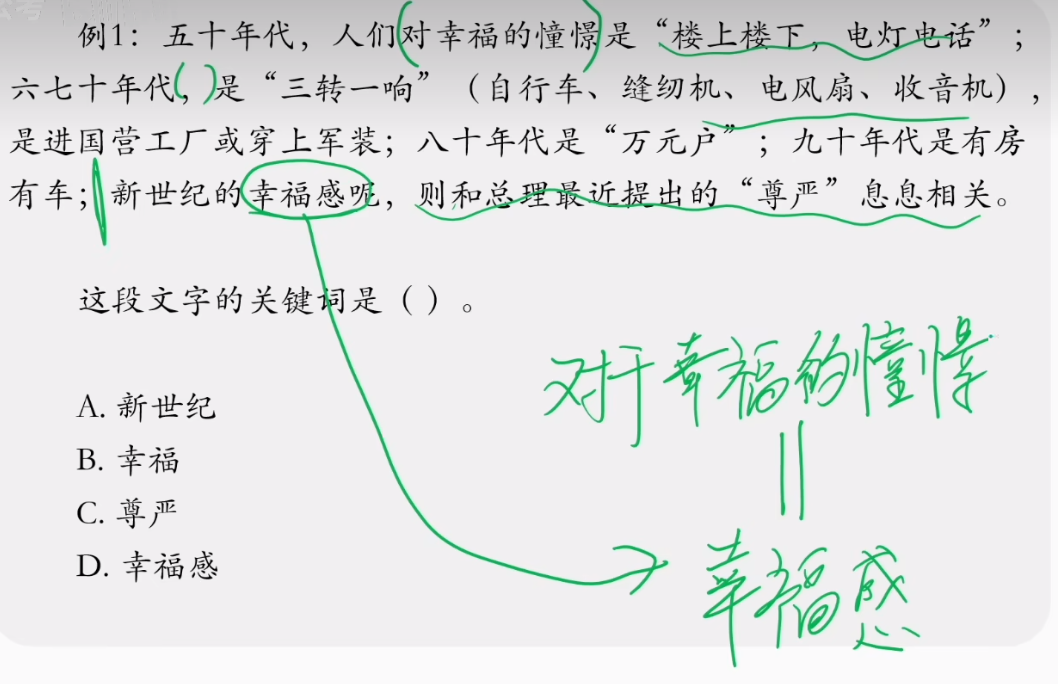 例1：五十年代，人们对幸福的憧憬是“楼上楼下，电灯电话”；
六七十年代，（ ）是“三转一响”（自行车、缝纫机、电风扇、收音机），
是进国营工厂或穿上军装；八十年代是“万元户”；九十年代是有房
有车；新世纪的幸福感呢，则和总理最近提出的“尊严”息息相关。
这段文字的关键词是（ ）。
A. 新世纪
B. 幸福
C. 尊严
D. 幸福感
对于幸福的憧憬
幸福感